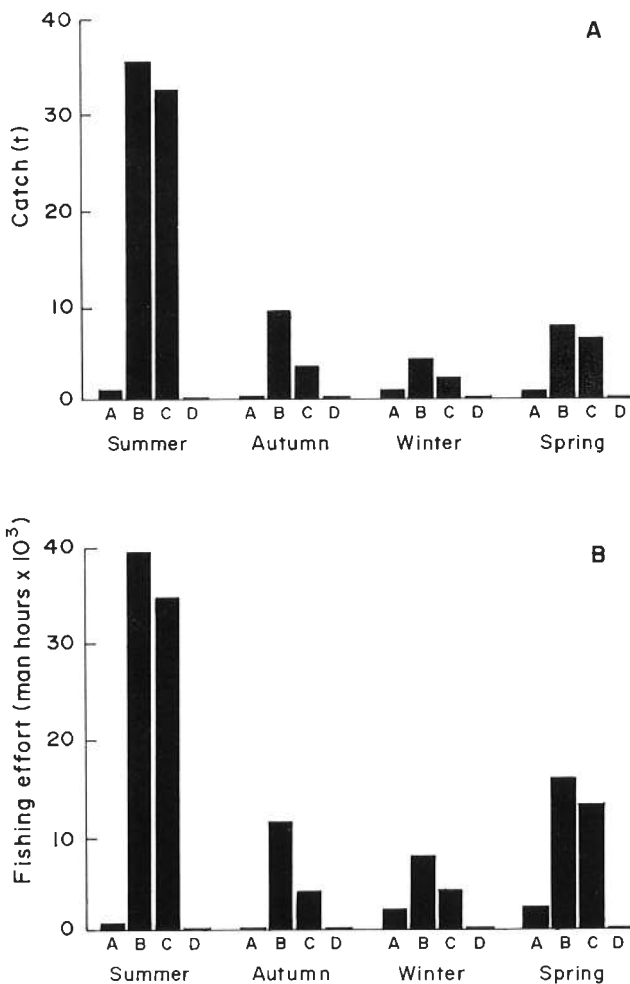 A
Catch (t)
40
30
20
10
0
A B C D A B C D A B C D A B C D
Summer Autumn Winter Spring
B
Fishing effort (man hours x 10³)
40
30
20
10
0
A B C D A B C D A B C D A B C D
Summer Autumn Winter Spring